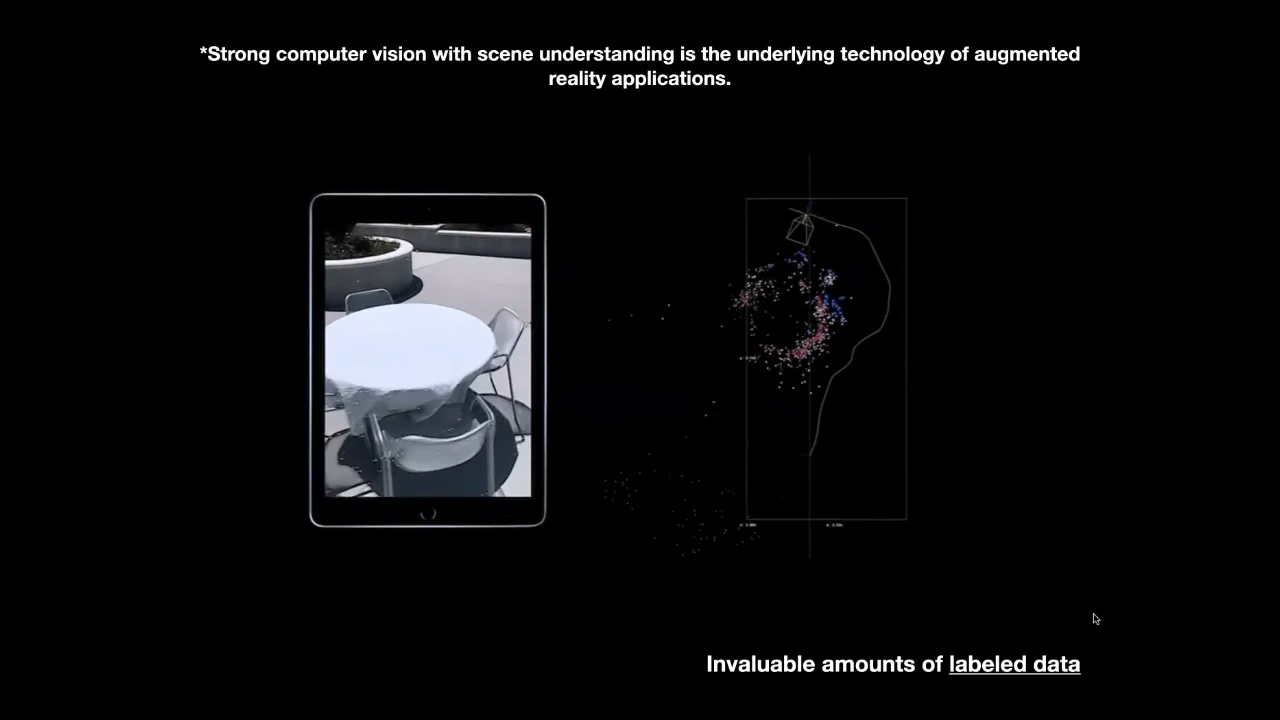 *Strong computer vision with scene understanding is the underlying technology of augmented
reality applications.
Invaluable amounts of labeled data